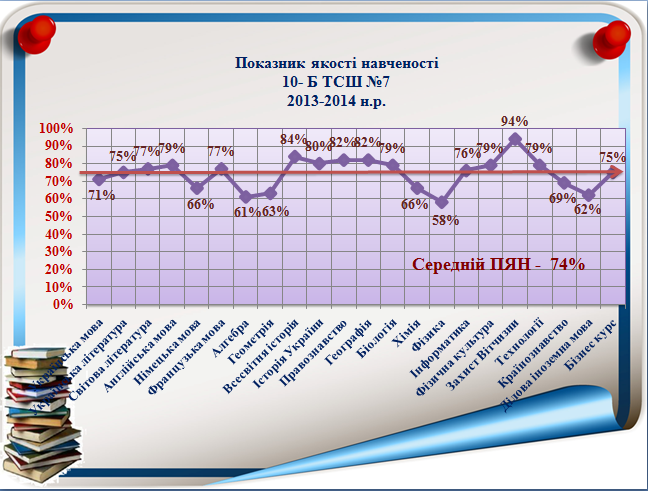 Показник якості навченості
10- Б ТСШ №7
2013-2014 н.р.
100%
90%
80%
70%
60%
50%
40%
30%
20%
10%
0%
71%
75%
77%
79%
66%
77%
61%
63%
84%
80%
82%
82%
79%
66%
58%
76%
79%
94%
79%
69%
62%
75%
Середній ПЯН - 74%
мова
література
Світова література
Англійська мова
Німецька мова
Французька мова
Алгебра
Геометрія
Всесвітня історія
Історія України
Правознавство
Географія
Біологія
Хімія
Фізика
Інформатика
Фізична культура
Захист Вітчизни
Технології
Країнознавство
Ділова іноземна мова
Бізнес курс